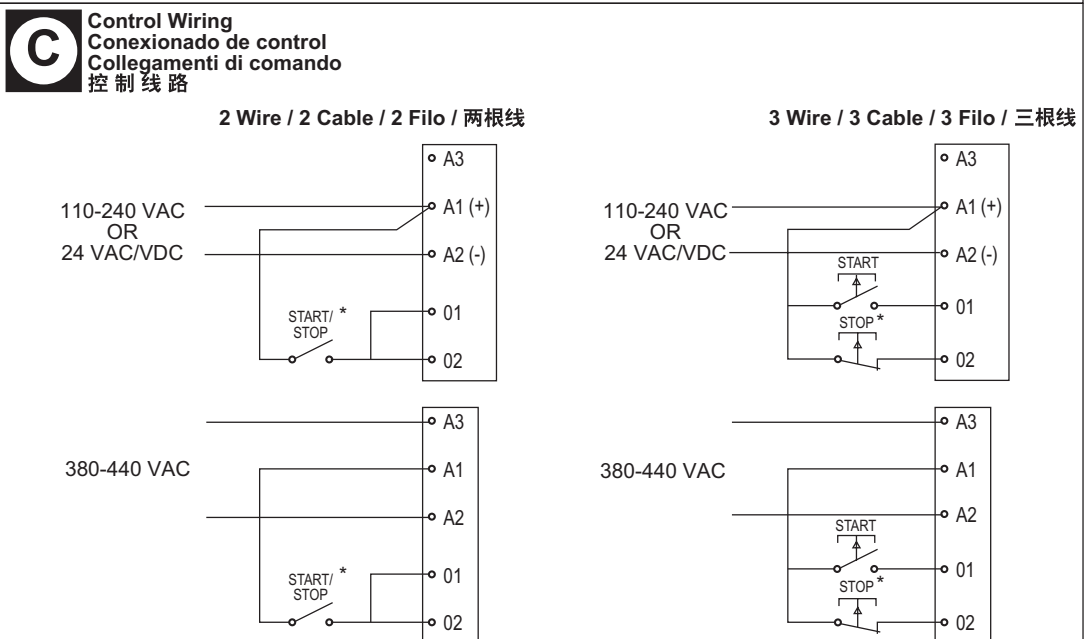 C
Control Wiring
Conexionado de control
Collegamenti di comando
控制线路
2 Wire / 2 Cable / 2 Filo / 两根线
A3
110-240 VAC
OR
24 VAC/VDC
A1 (+)
A2 (-)
START/ *
STOP
01
02
3 Wire / 3 Cable / 3 Filo / 三根线
A3
110-240 VAC
OR
24 VAC/VDC
A1 (+)
A2 (-)
START
01
STOP *
02
A3
380-440 VAC
A1
A2
START/ *
STOP
01
02
A3
380-440 VAC
A1
A2
START
01
STOP *
02